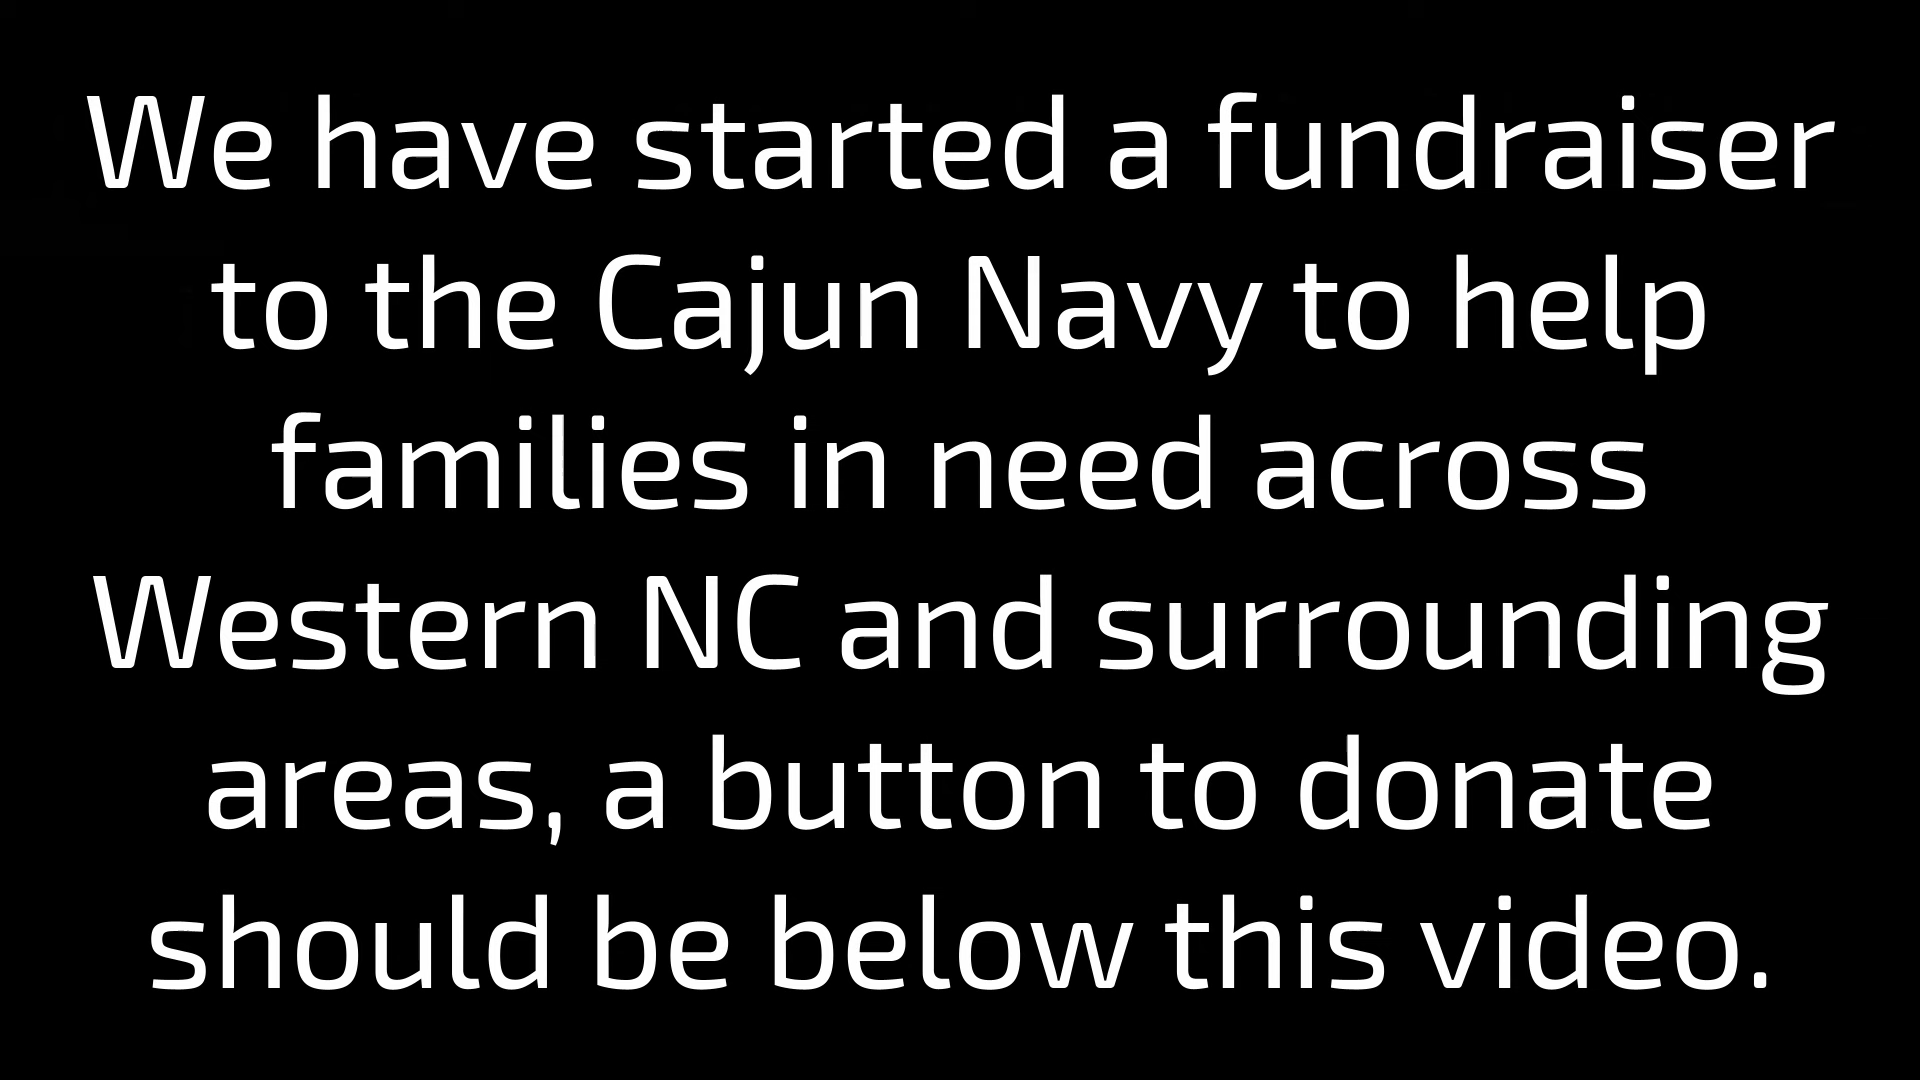 We have started a fundraiser
to the Cajun Navy to help
families in need across
Western NC and surrounding
areas, a button to donate
should be below this video.